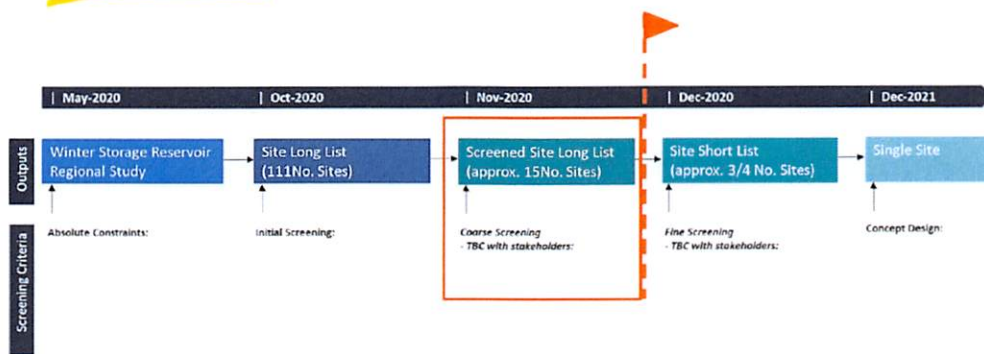 | May-2020
| Oct-2020
| Nov-2020
| Dec-2020
| Dec-2021
Outputs
Winter Storage Reservoir
Regional Study
Site Long List
(111No. Sites)
Screened Site Long List
(approx. 15No. Sites)
Site Short List
(approx. 3/4 No. Sites)
Single Site
Screening Criteria
Absolute Constraints:
Initial Screening:
Coarse Screening
- TBC with stakeholders:
Fine Screening
- TBC with stakeholders:
Concept Design: